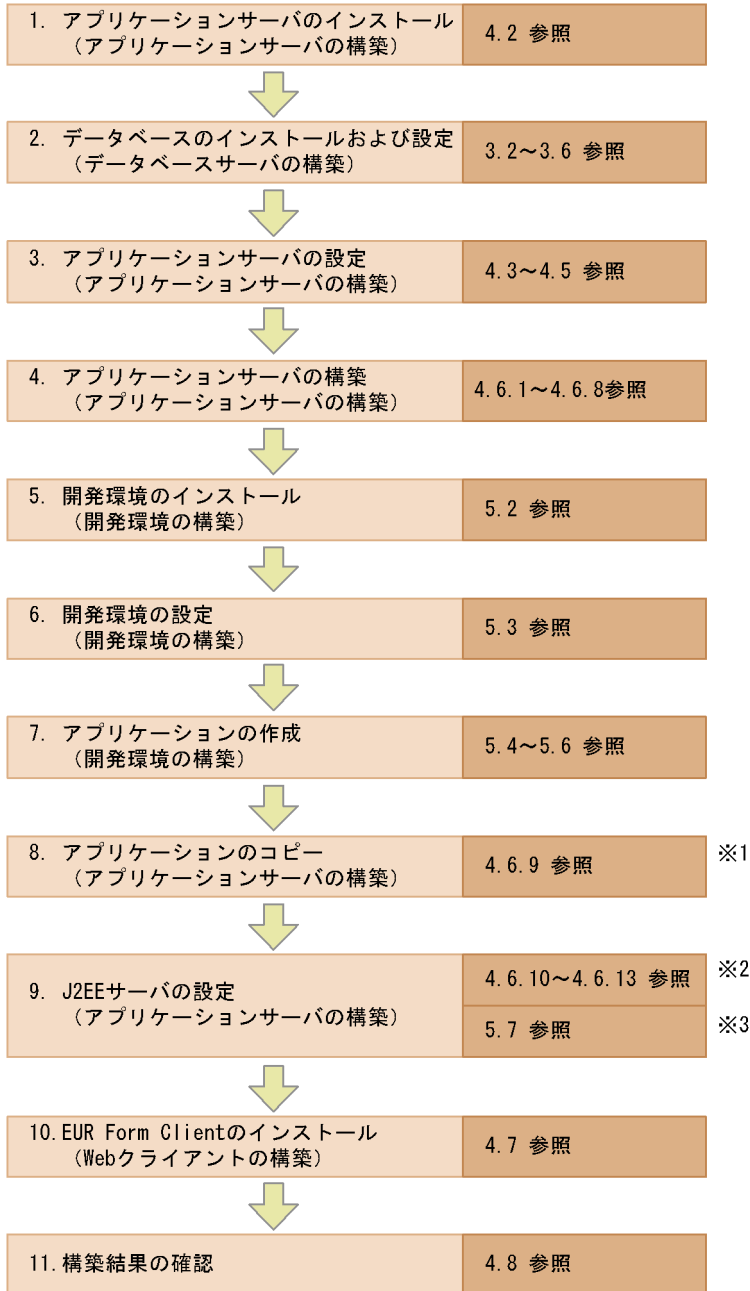 1. アプリケーションサーバのインストール
（アプリケーションサーバの構築）
4.2 参照
2. データベースのインストールおよび設定
（データベースサーバの構築）
3.2～3.6 参照
3. アプリケーションサーバの設定
（アプリケーションサーバの構築）
4.3～4.5 参照
4. アプリケーションサーバの構築
（アプリケーションサーバの構築）
4.6.1～4.6.8参照
5. 開発環境のインストール
（開発環境の構築）
5.2 参照
6. 開発環境の設定
（開発環境の構築）
5.3 参照
7. アプリケーションの作成
（開発環境の構築）
5.4～5.6 参照
8. アプリケーションのコピー
（アプリケーションサーバの構築）
4.6.9 参照
※1
9. J2EEサーバの設定
（アプリケーションサーバの構築）
4.6.10～4.6.13 参照
※2
5.7 参照
※3
10.EUR Form Clientのインストール
（Webクライアントの構築）
4.7 参照
11.構築結果の確認
4.8 参照